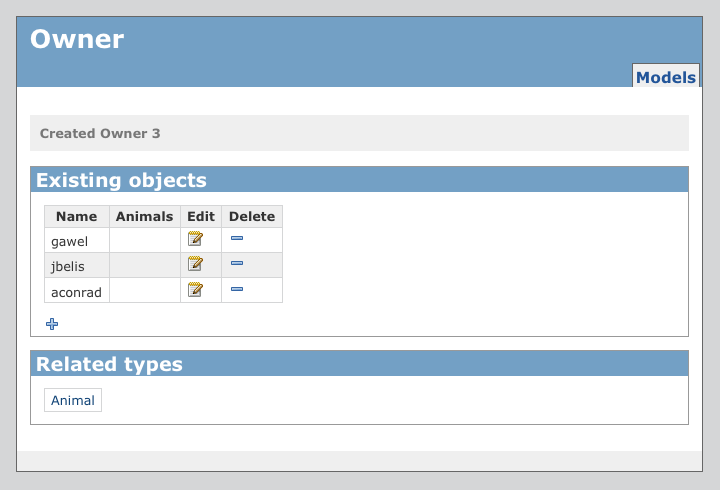 Owner
Models
Created Owner 3
Existing objects
Name Animals Edit Delete
gawel
jbelis
aconrad
Related types
Animal